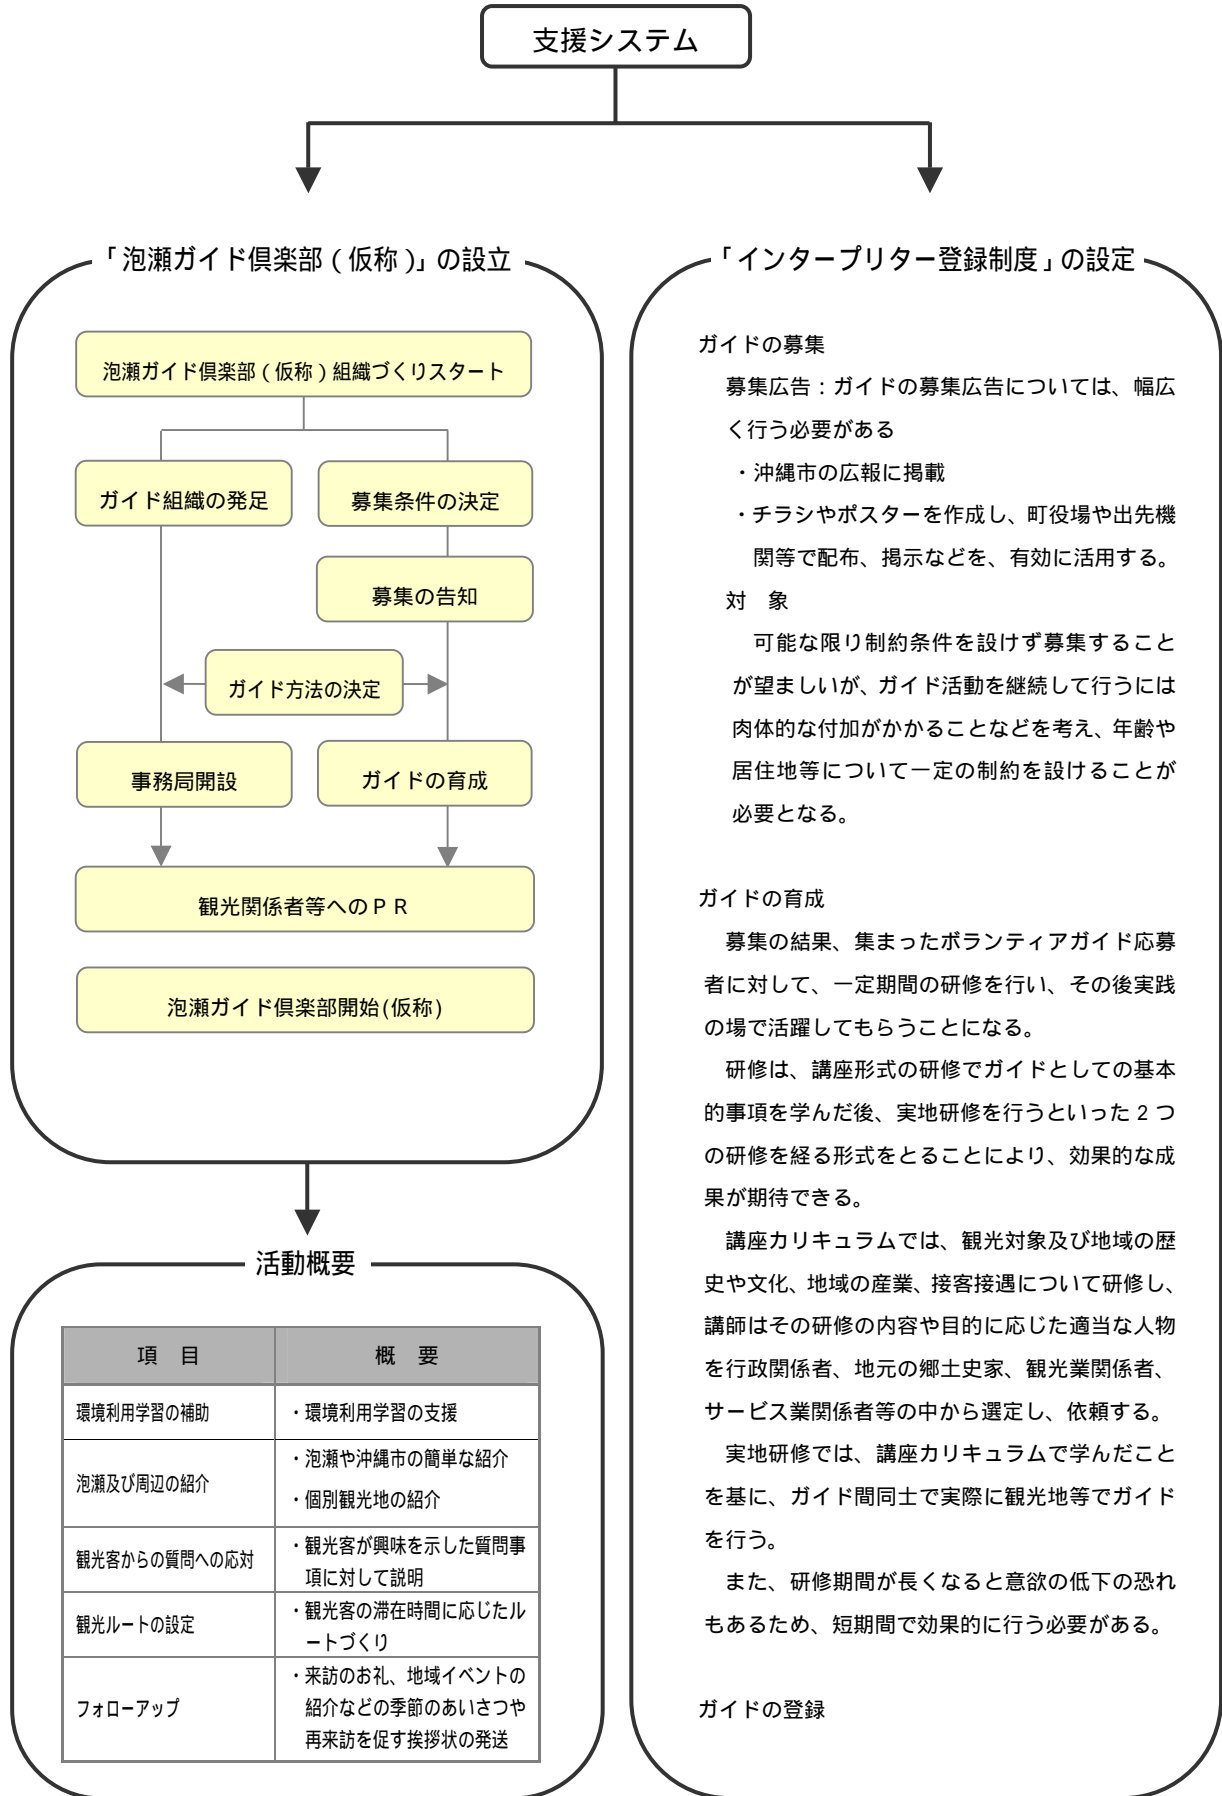 支援システム
「泡瀬ガイド倶楽部(仮称)」の設立
泡瀬ガイド倶楽部(仮称)組織づくりスタート
ガイド組織の発足
募集条件の決定
募集の告知
ガイド方法の決定
事務局開設
ガイドの育成
観光関係者等へのPR
泡瀬ガイド倶楽部開始(仮称)
活動概要
項 目 概 要
環境利用学習の補助 ・環境利用学習の支援
泡瀬及び周辺の紹介 ・泡瀬や沖縄市の簡単な紹介
・個別観光地の紹介
観光客からの質問への応対 ・観光客が興味を示した質問事
項に対して説明
観光ルートの設定 ・観光客の滞在時間に応じたル
ートづくり
フォローアップ ・来訪のお礼、地域イベントの
紹介などの季節のあいさつや
再来訪を促す挨拶状の発送
「インタープリター登録制度」の設定
ガイドの募集
募集広告:ガイドの募集広告については、幅広
く行う必要がある
・沖縄市の広報に掲載
・チラシやポスターを作成し、町役場や出先機
関等で配布、掲示などを、有効に活用する。
対 象
可能な限り制約条件を設けず募集すること
が望ましいが、ガイド活動を継続して行うには
肉体的な付加がかかることなどを考え、年齢や
居住地等について一定の制約を設けることが
必要となる。
ガイドの育成
募集の結果、集まったボランティアガイド応募
者に対して、一定期間の研修を行い、その後実践
の場で活躍してもらうことになる。
研修は、講座形式の研修でガイドとしての基本
的事項を学んだ後、実地研修を行うといった2つ
の研修を経る形式をとることにより、効果的な成
果が期待できる。
講座カリキュラムでは、観光対象及び地域の歴
史や文化、地域の産業、接客接遇について研修し、
講師はその研修の内容や目的に応じた適当な人物
を行政関係者、地元の郷土史家、観光業関係者、
サービス業関係者等の中から選定し、依頼する。
実地研修では、講座カリキュラムで学んだこと
を基に、ガイド間同士で実際に観光地等でガイド
を行う。
また、研修期間が長くなると意欲の低下の恐れ
もあるため、短期間で効果的に行う必要がある。
ガイドの登録